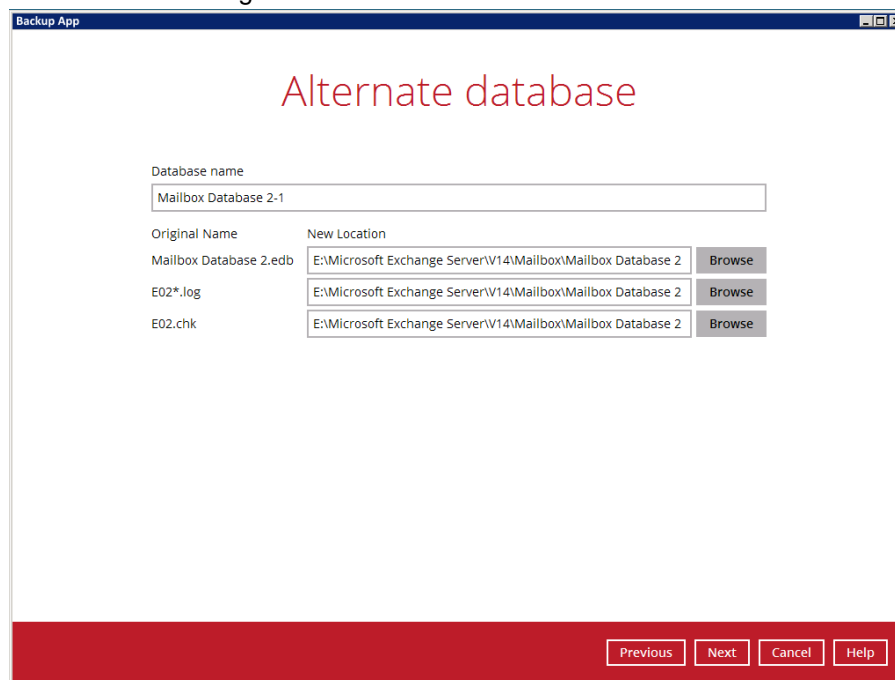 Backup App
Alternate database
Database name
Mailbox Database 2-1
Original Name New Location
Mailbox Database 2.edb E:\Microsoft Exchange Server\V14\Mailbox\Mailbox Database 2 Browse
E02*.log E:\Microsoft Exchange Server\V14\Mailbox\Mailbox Database 2 Browse
E02.chk E:\Microsoft Exchange Server\V14\Mailbox\Mailbox Database 2 Browse
Previous Next Cancel Help